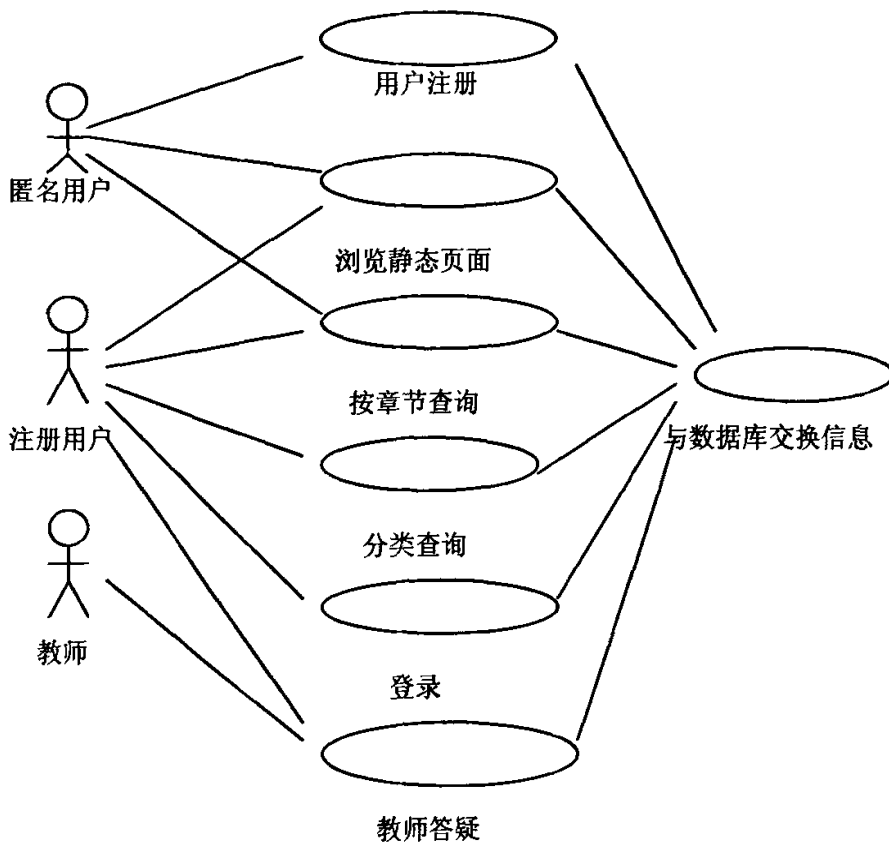 用户注册
匿名用户
浏览静态页面
按章节查询
注册用户
与数据库交换信息
分类查询
教师
登录
教师答疑